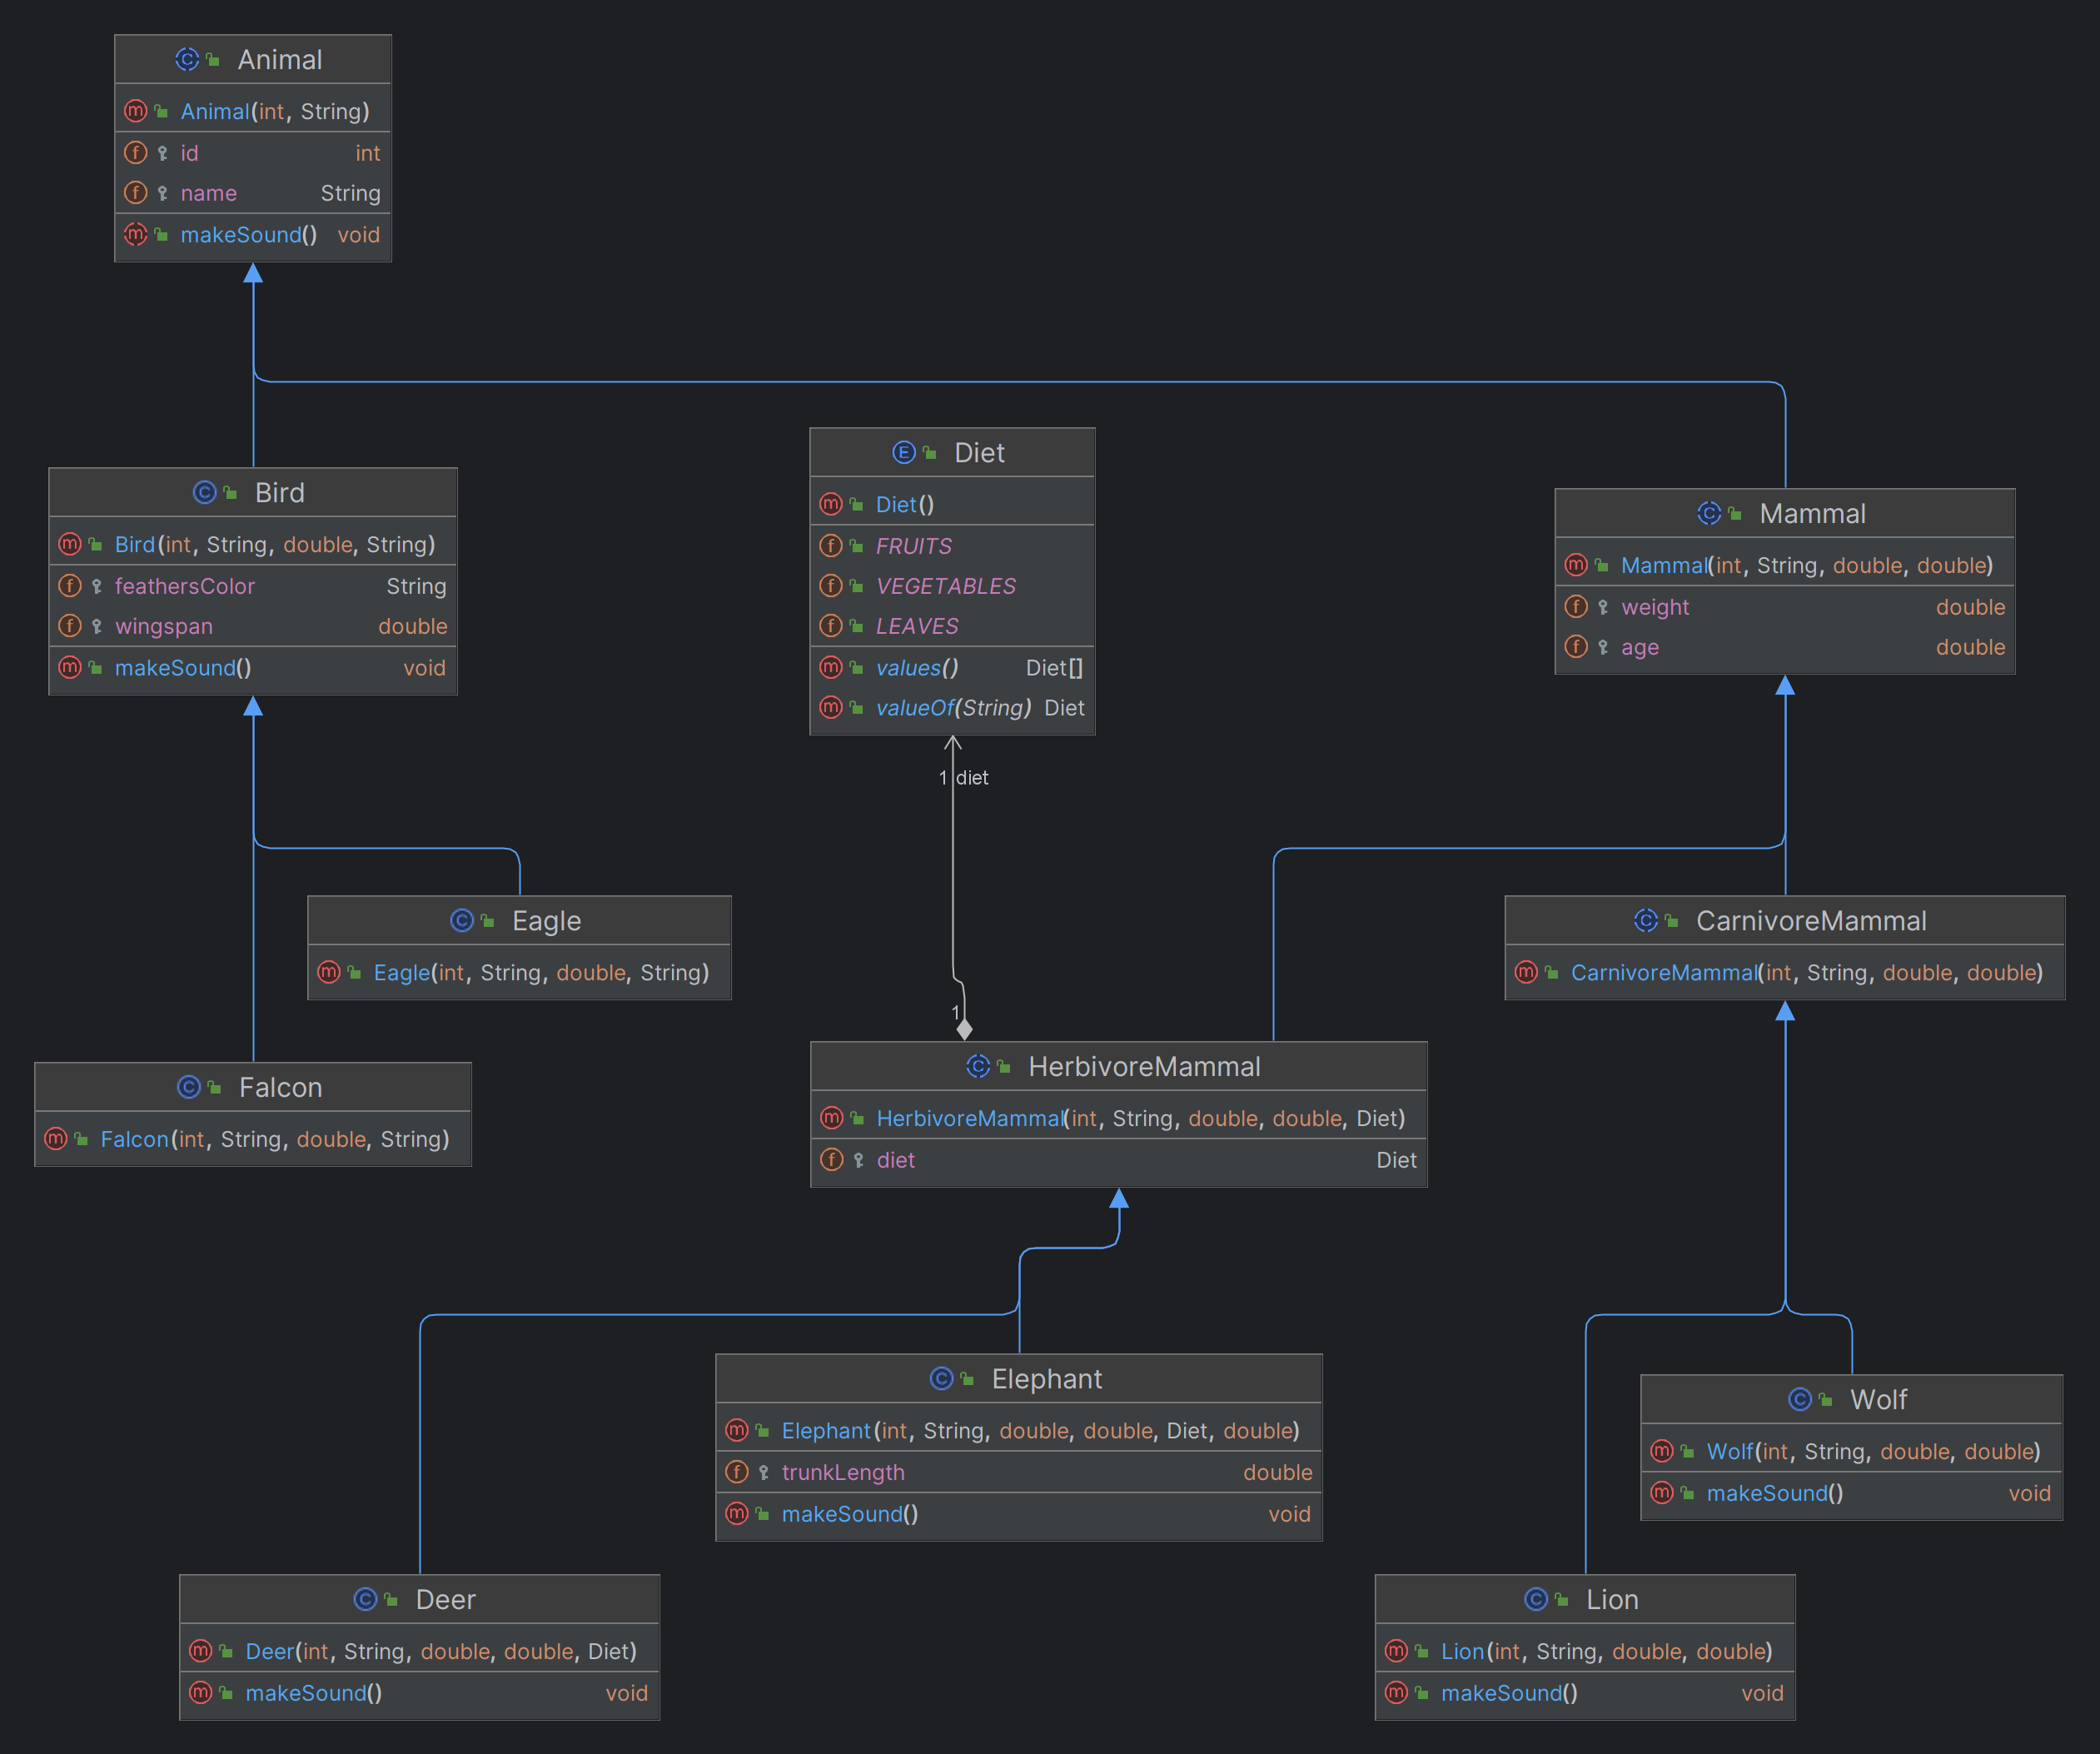 Animal
Animal(int, String)
id int
name String
makeSound() void
Diet
Diet()
FRUITS
VEGETABLES
LEAVES
values() Diet[]
valueOf(String) Diet
1 diet
1
Bird
Bird(int, String, double, String)
feathersColor String
wingspan double
makeSound() void
Mammal
Mammal(int, String, double, double)
weight double
age double
Eagle
Eagle(int, String, double, String)
CarnivoreMammal
CarnivoreMammal(int, String, double, double)
Falcon
Falcon(int, String, double, String)
HerbivoreMammal
HerbivoreMammal(int, String, double, double, Diet)
diet Diet
Elephant
Elephant(int, String, double, double, Diet, double)
trunkLength double
makeSound() void
Wolf
Wolf(int, String, double, double)
makeSound() void
Deer
Deer(int, String, double, double, Diet)
makeSound() void
Lion
Lion(int, String, double, double)
makeSound() void